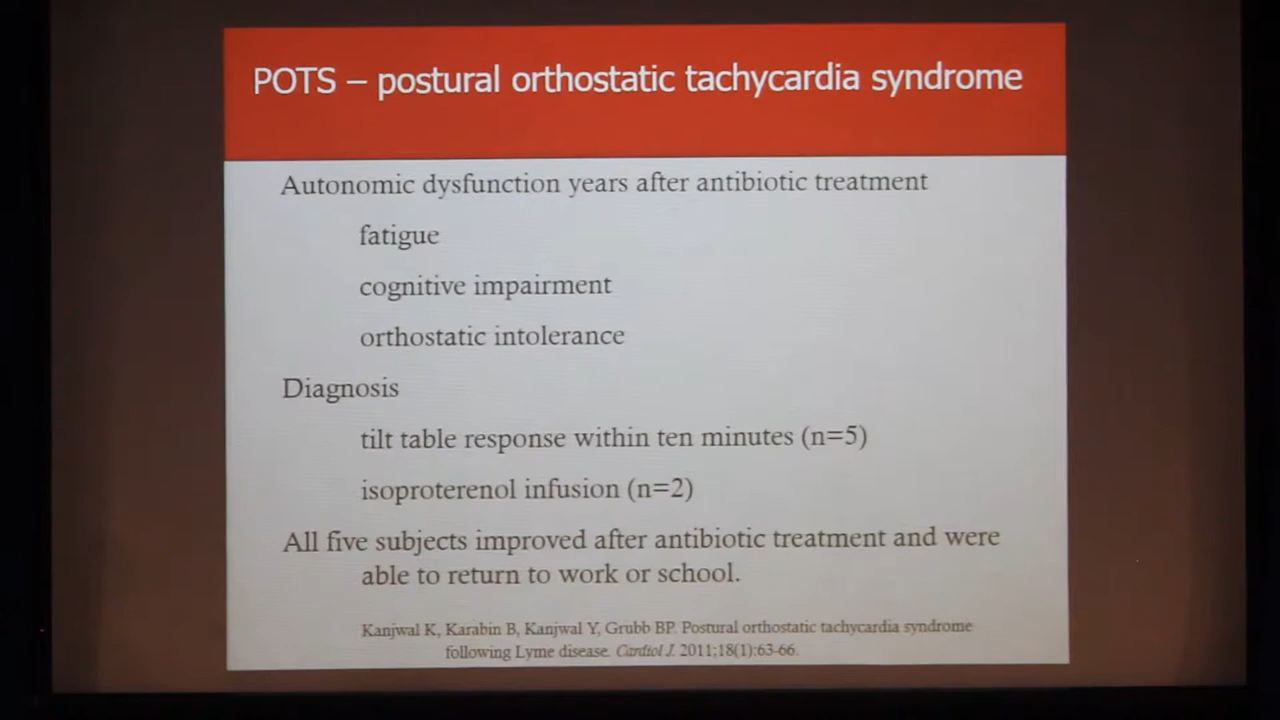 POTS – postural orthostatic tachycardia syndrome
Autonomic dysfunction years after antibiotic treatment
fatigue
cognitive impairment
orthostatic intolerance
Diagnosis
tilt table response within ten minutes (n=5)
isoproterenol infusion (n=2)
All five subjects improved after antibiotic treatment and were
able to return to work or school.
Kanjwal K, Karabin B, Kanjwal Y, Grubb BP. Postural orthostatic tachycardia syndrome
following Lyme disease. Cardiol J. 2011;18(1):63-66.